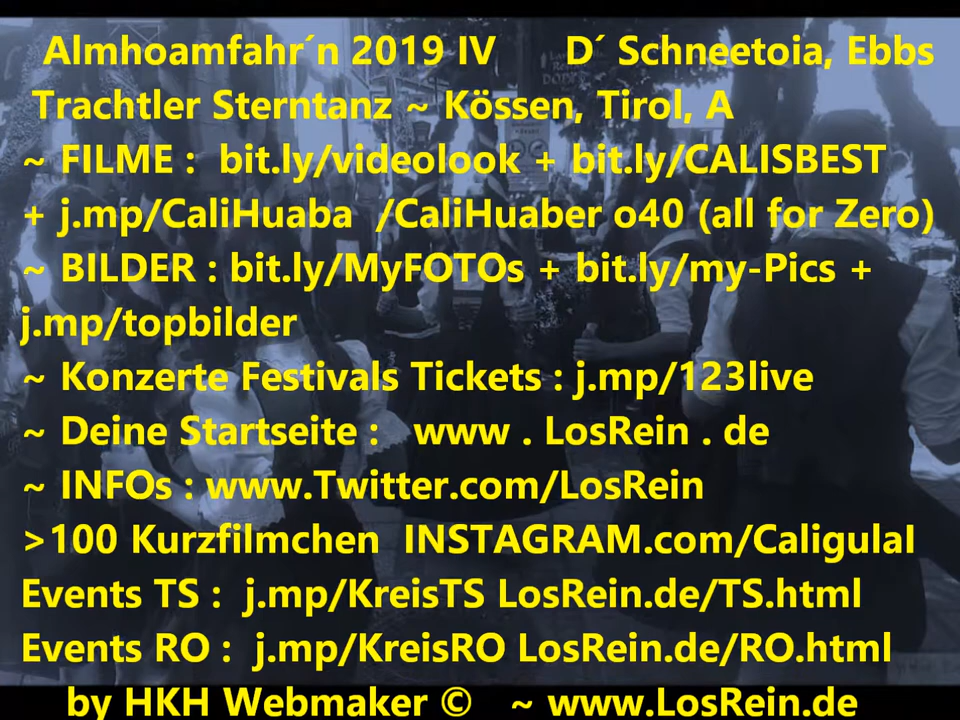 Almhoamfahr´n 2019 IV D´ Schneetoia, Ebbs
Trachtler Sterntanz ~ Kössen, Tirol, A
~ FILME : bit.ly/videolook + bit.ly/CALISBEST
+ j.mp/CaliHuaba /CaliHuaber o40 (all for Zero)
~ BILDER : bit.ly/MyFOTOs + bit.ly/my-Pics +
j.mp/topbilder
~ Konzerte Festivals Tickets : j.mp/123live
~ Deine Startseite : www . LosRein . de
~ INFOs : www.Twitter.com/LosRein
>100 Kurzfilmchen INSTAGRAM.com/CaligulaI
Events TS : j.mp/KreisTS LosRein.de/TS.html
Events RO : j.mp/KreisRO LosRein.de/RO.html
by HKH Webmaker © ~ www.LosRein.de